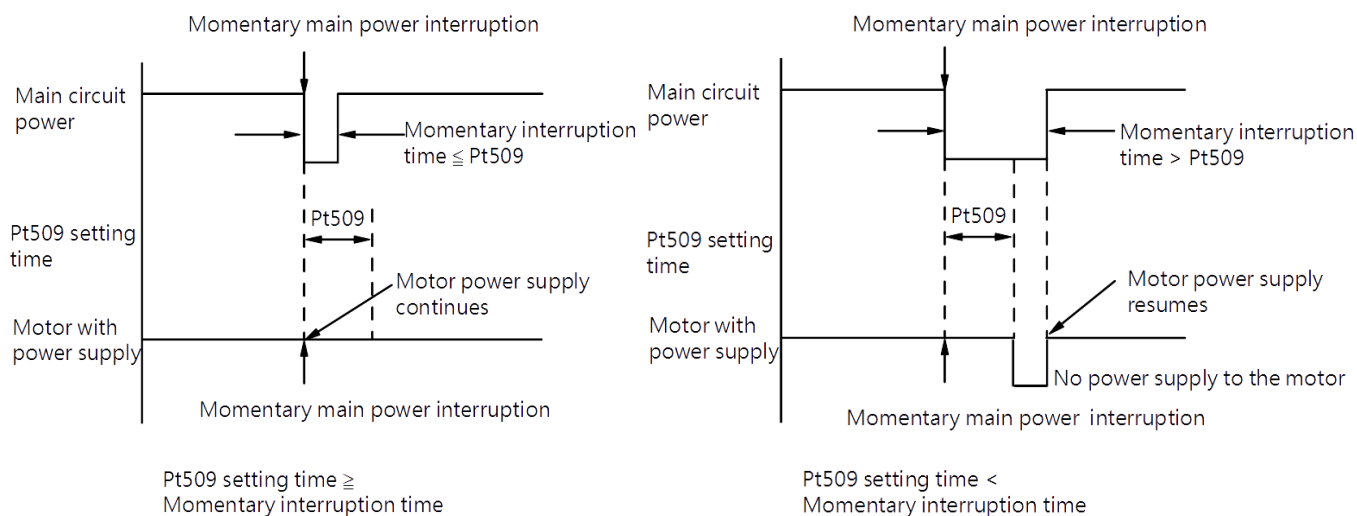 Momentary main power interruption
Main circuit
power
Momentary interruption
time ≦ Pt509
Pt509
Pt509 setting
time
Motor power supply
continues
Motor with
power supply
Momentary main power interruption
Pt509 setting time ≧
Momentary interruption time
Momentary main power interruption
Main circuit
power
Momentary interruption
time > Pt509
Pt509
Pt509 setting
time
Motor power supply
resumes
Motor with
power supply
No power supply to the motor
Momentary main power interruption
Pt509 setting time <
Momentary interruption time